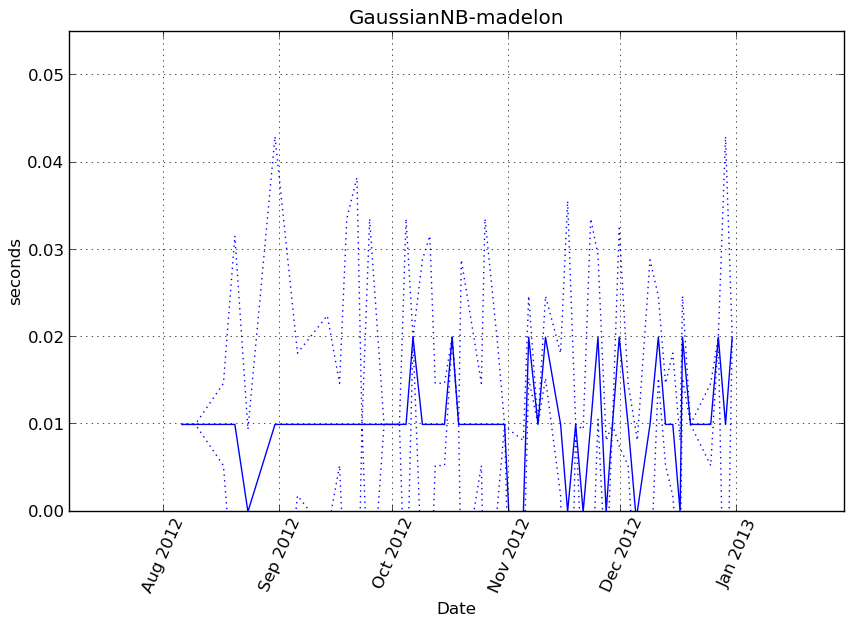 GaussianNB-madelon
0.05
0.04
0.03
0.02
0.01
0.00
seconds
Aug 2012
Sep 2012
Oct 2012
Nov 2012
Dec 2012
Jan 2013
Date